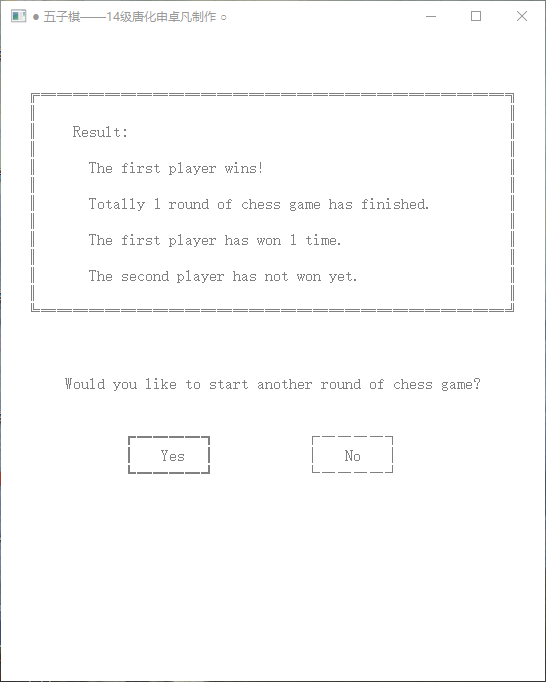 ● 五子棋——14级唐化串卓凡制作 ○
Result:
The first player wins!
Totally 1 round of chess game has finished.
The first player has won 1 time.
The second player has not won yet.
Would you like to start another round of chess game?
Yes
No